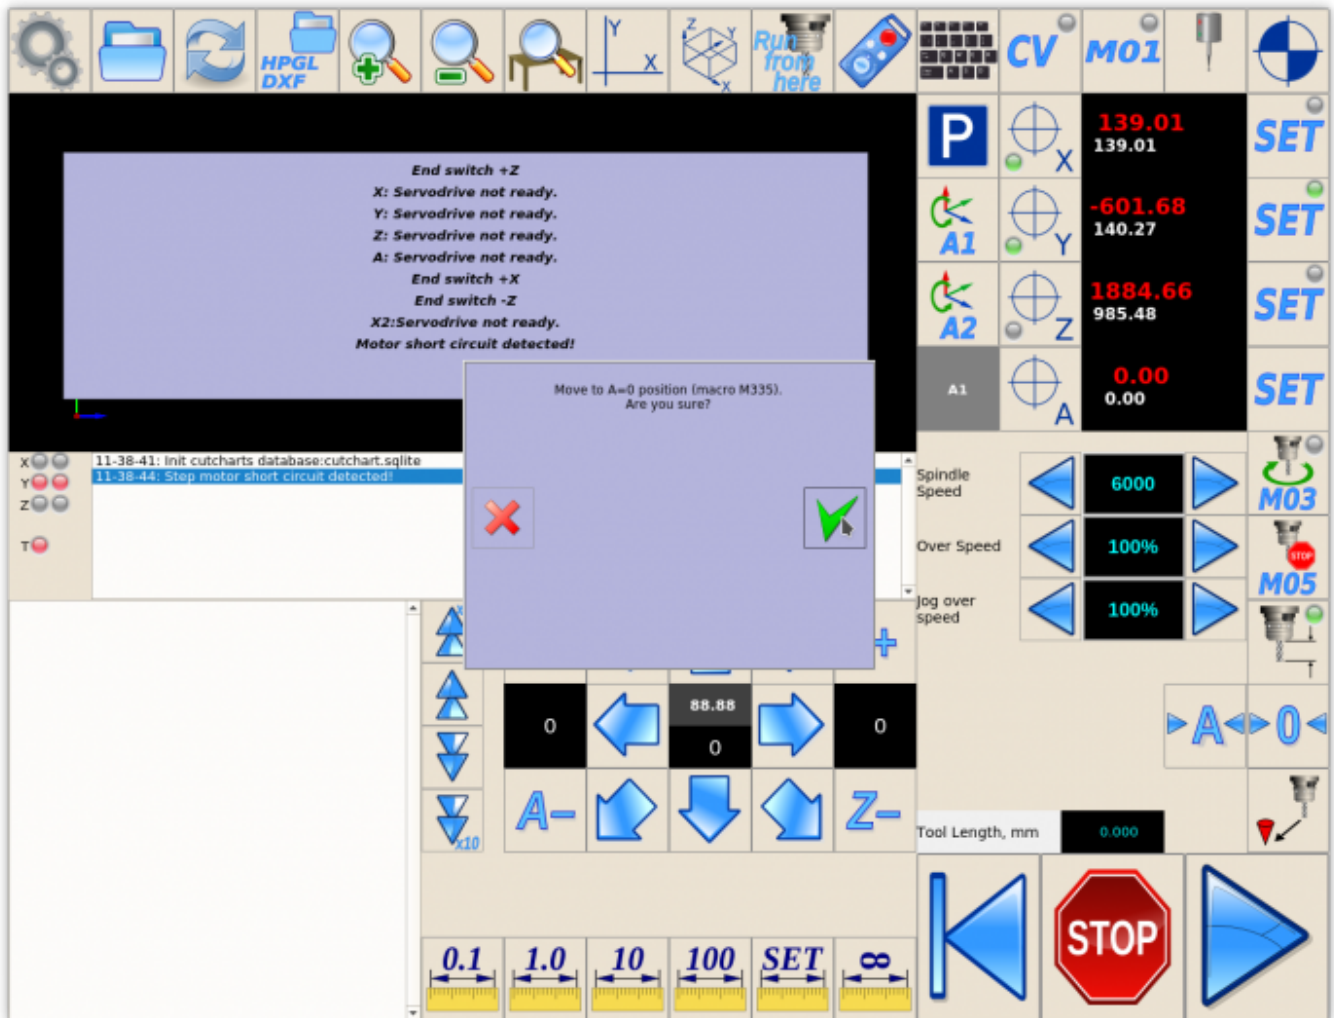 HPGL
DXF
Y
X
Z
Y
X
Run
from
here
CV
M01
End switch +Z
X: Servodrive not ready.
Y: Servodrive not ready.
Z: Servodrive not ready.
A: Servodrive not ready.
End switch +X
End switch -Z
X2:Servodrive not ready.
Motor short circuit detected!
P
X
139.01
139.01
SET
A1
Y
-601.68
140.27
SET
A2
Z
1884.66
985.48
SET
A1
A
0.00
0.00
SET
Move to A=0 position (macro M335).
Are you sure?
X
Y
Z
T
11-38-41: Init cutcharts database:cutchart.sqlite
11-38-44: Step motor short circuit detected!
Spindle
Speed
6000
M03
Over Speed
100%
STOP
M05
Jog over
speed
100%
+
0
88.88
0
0
A-
Z-
x10
>A<
>0<
Tool Length, mm
0.000
0.1
1.0
10
100
SET
∞
STOP